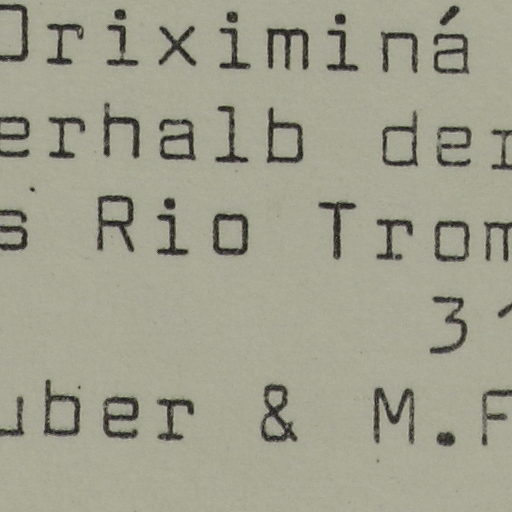 Oriximiná
erhalb der
s Rio Trom
3
uber & M.F